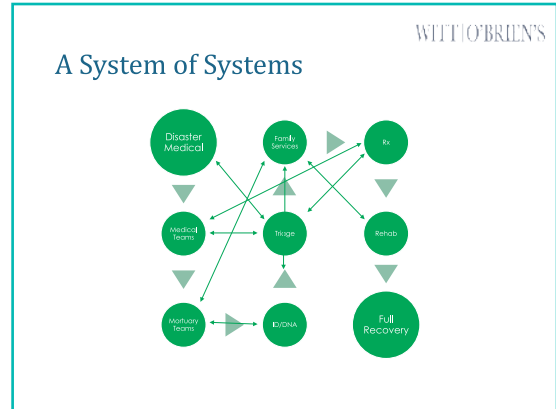 WITT|O'BRIEN'S
A System of Systems
Disaster
Medical
Family
Services
Rx
Medical
Teams
Triage
Rehab
Mortuary
Teams
ID/DNA
Full
Recovery